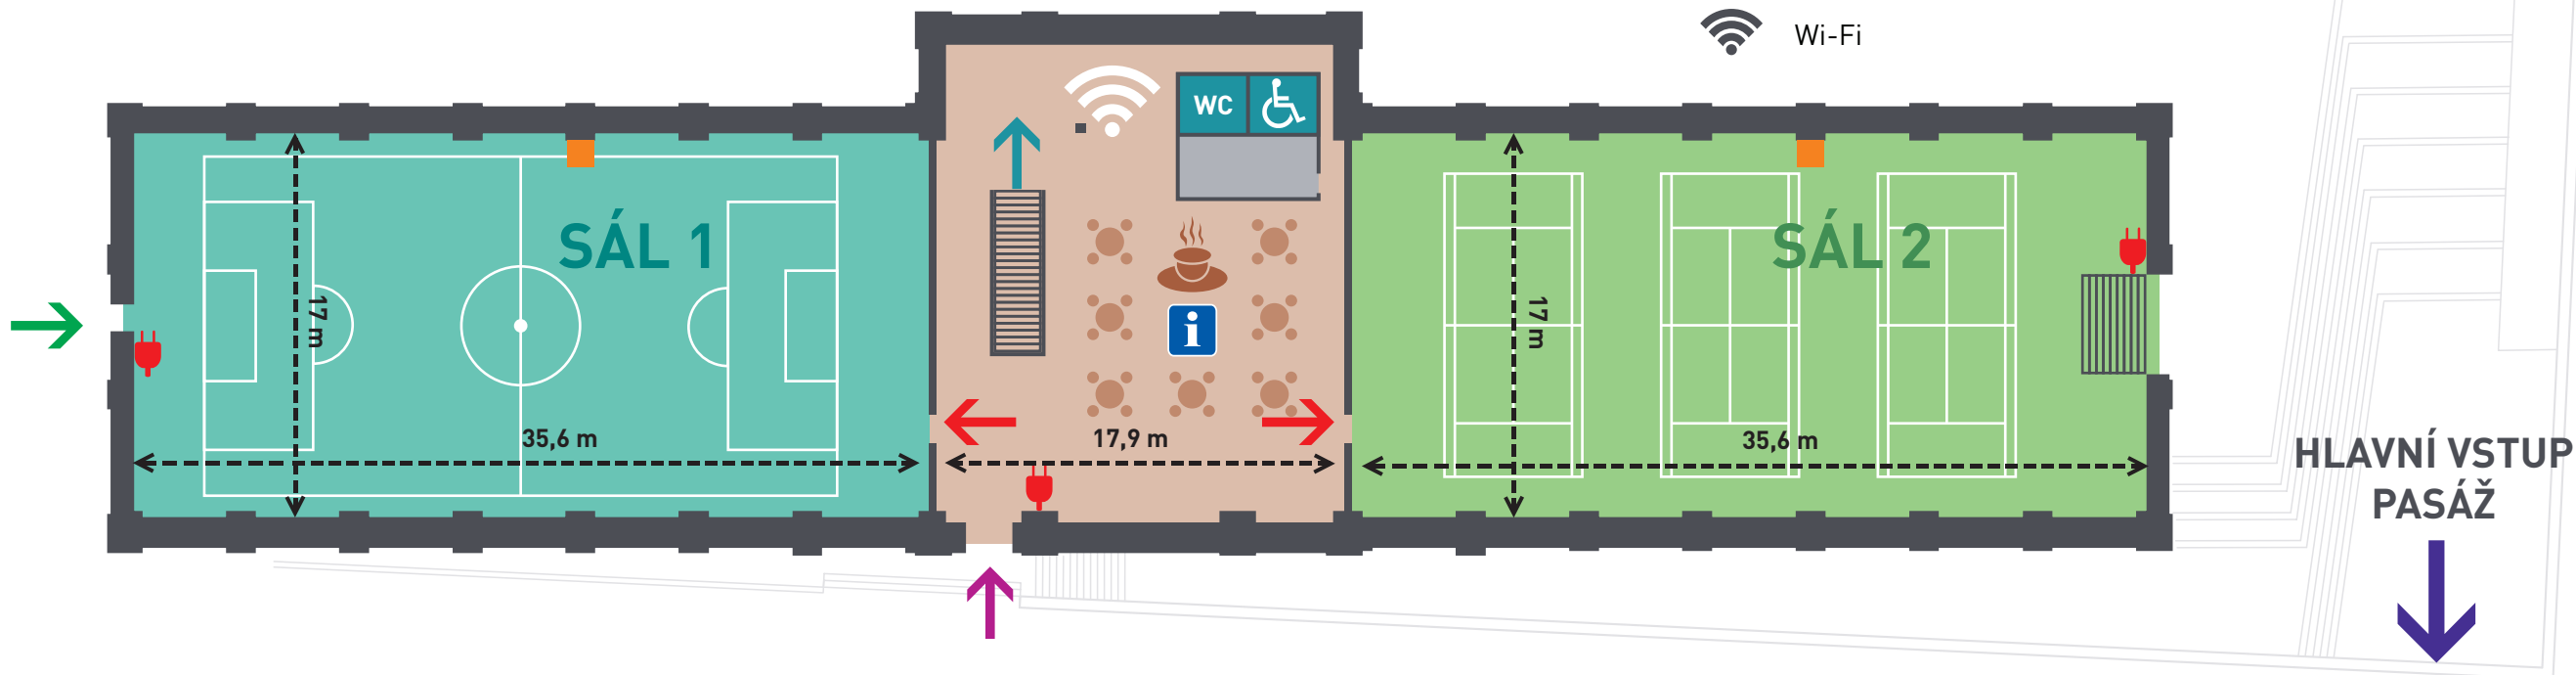 Wi-Fi
WC
SÁL 1
SÁL 2
17 m
i
17 m
35,6 m
17,9 m
35,6 m
HLAVNÍ VSTUP
PASÁŽ